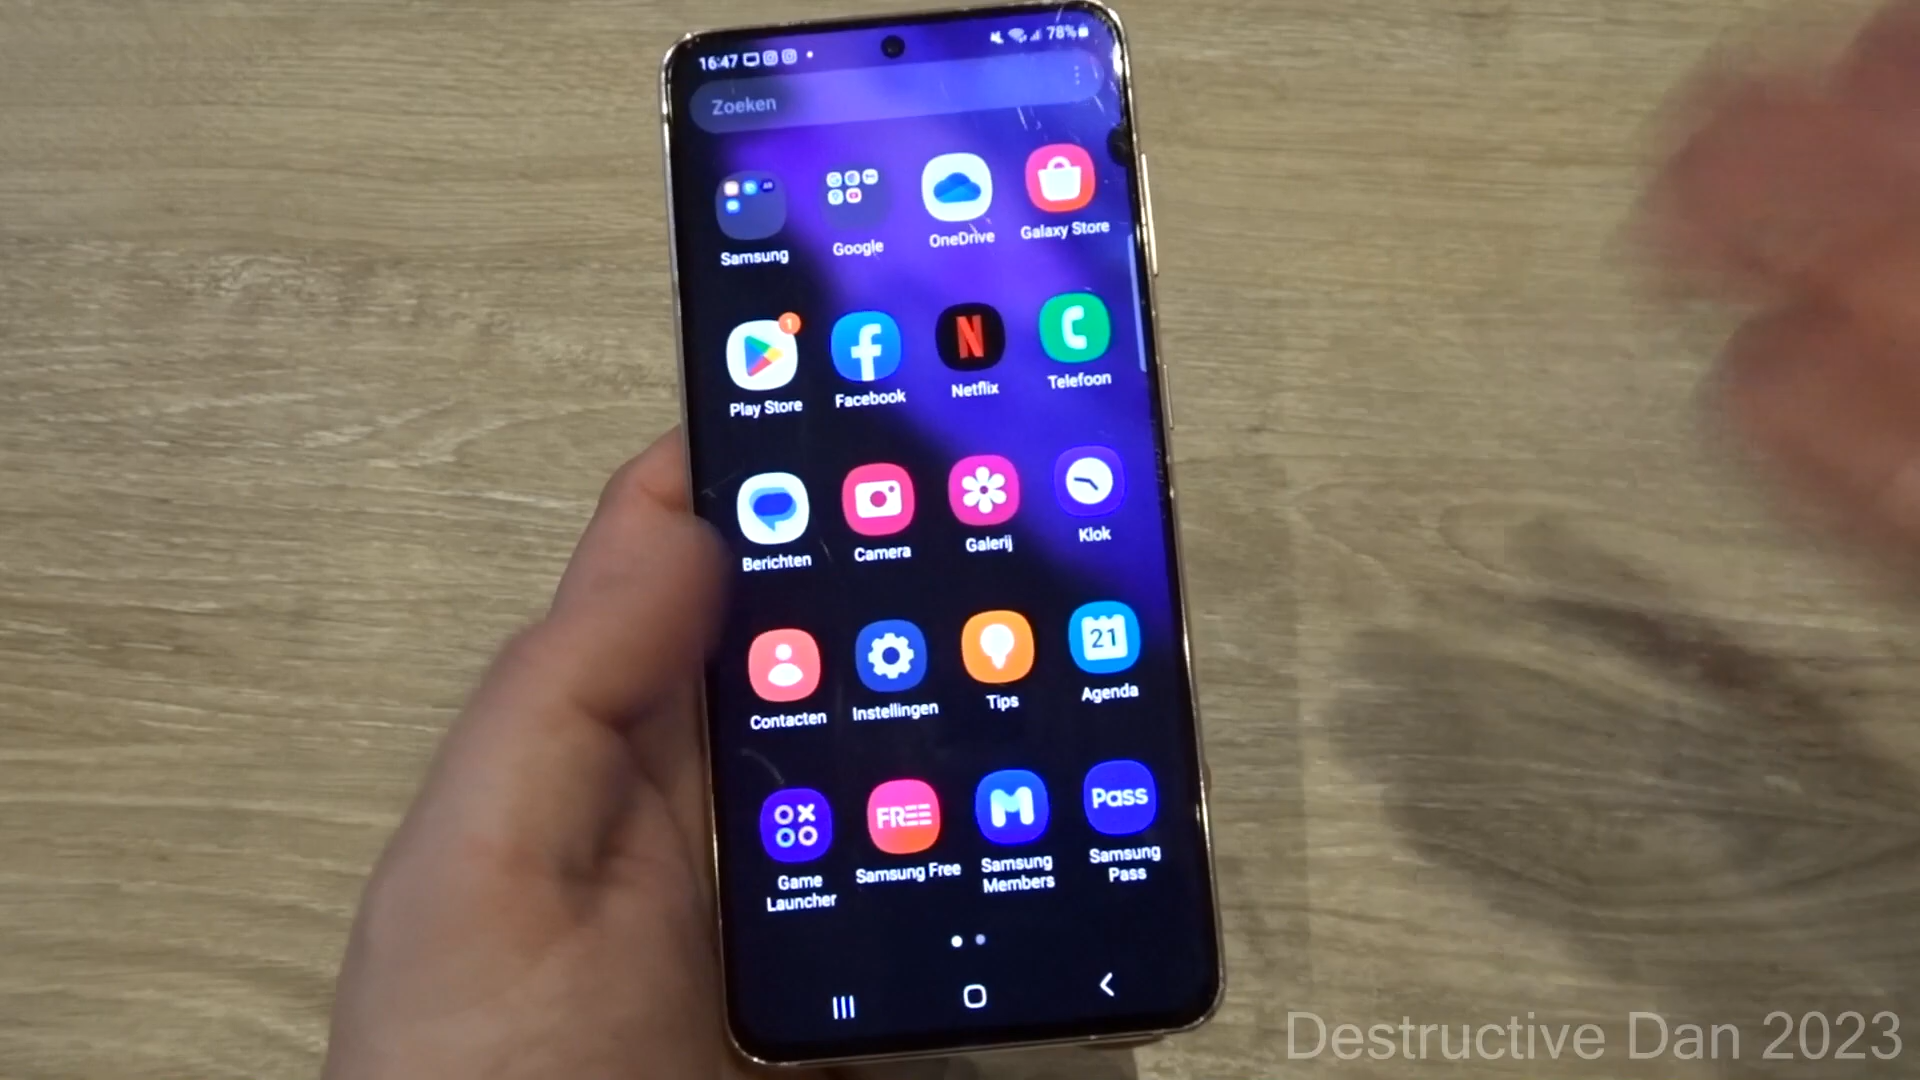 16:47
78%
Zoeken
Samsung
Google
OneDrive
Galaxy Store
1
Play Store
Facebook
N
Netflix
Telefoon
Berichten
Camera
Galerij
Klok
21
Contacten
Instellingen
Tips
Agenda
FREE
Pass
Game
Launcher
Samsung Free
Samsung
Members
Samsung
Pass
Destructive Dan 2023